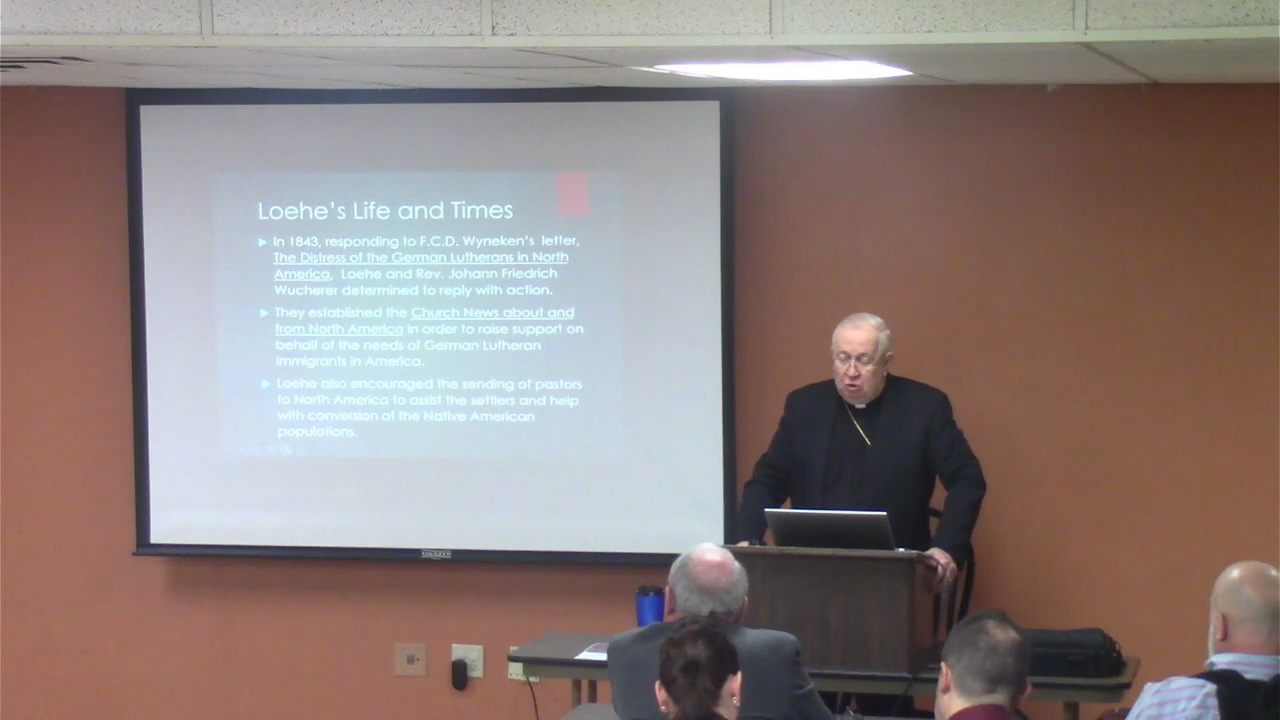 Loehe's Life and Times
In 1843, responding to F.C.D. Wyneken's letter,
The Distress of the German Lutherans in North
America, Loehe and Rev. Johann Friedrich
Wucherer determined to reply with action.
They established the Church News about and
from North America in order to raise support on
behalf of the needs of German Lutheran
immigrants in America.
Loehe also encouraged the sending of pastors
to North America to assist the settlers and help
with conversion of the Native American
populations.